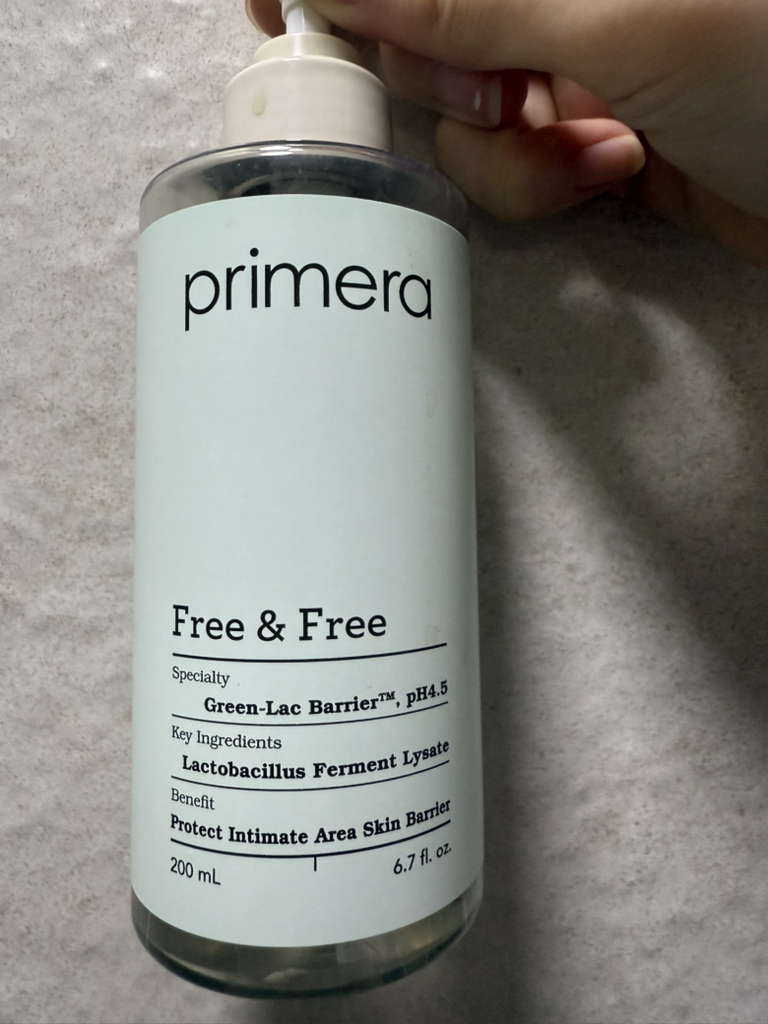 primera
Free & Free
Specialty
Green-Lac Barrier™, pH4.5
Key Ingredients
Lactobacillus Ferment Lysate
Benefit
Protect Intimate Area Skin Barrier
200 mL 6.7 fl. oz.